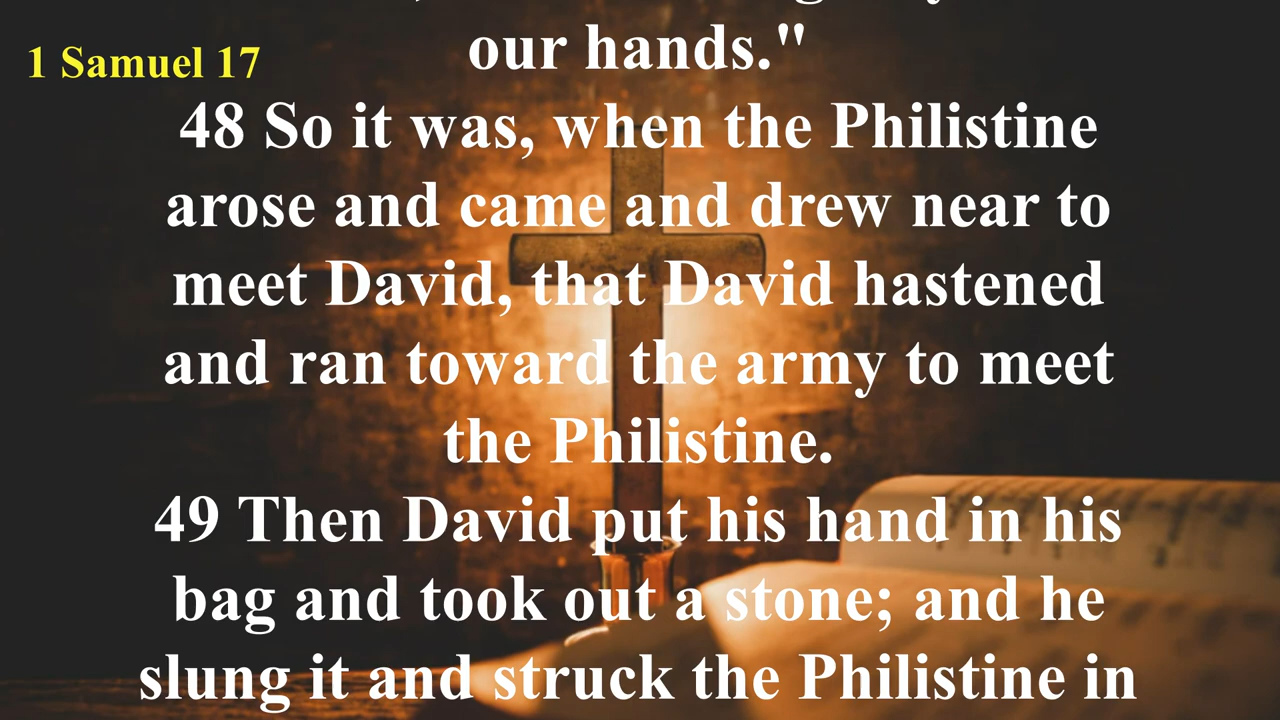 our hands."
1 Samuel 17
48 So it was, when the Philistine
arose and came and drew near to
meet David, that David hastened
and ran toward the army to meet
the Philistine.
49 Then David put his hand in his
bag and took out a stone; and he
slung it and struck the Philistine in